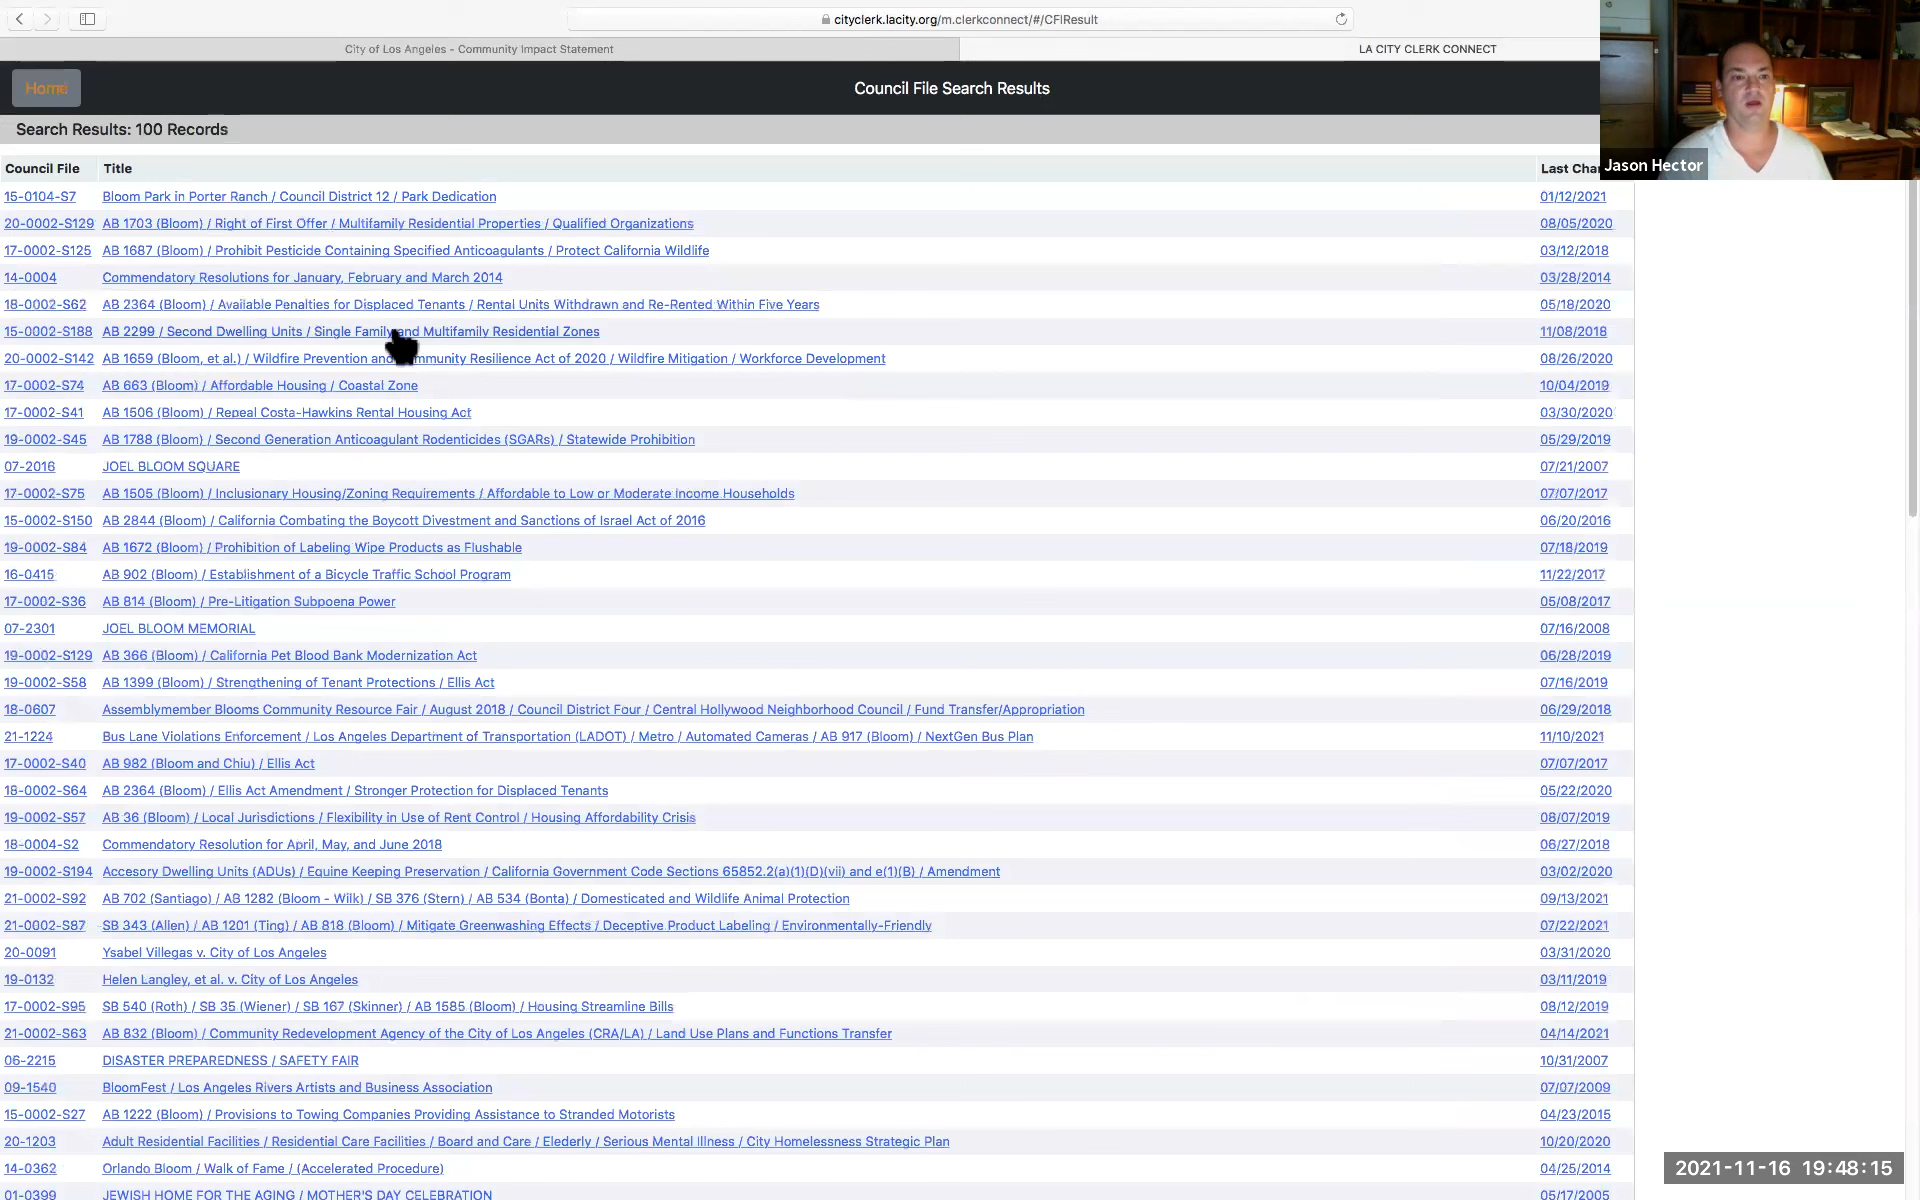 cityclerk.lacity.org/m.clerkconnect/#/CFIResult
City of Los Angeles - Community Impact Statement
LA CITY CLERK CONNECT
Home
Council File Search Results
Search Results: 100 Records
Jason Hector
Council File Title Last Cha
15-0104-S7 Bloom Park in Porter Ranch / Council District 12 / Park Dedication 01/12/2021
20-0002-S129 AB 1703 (Bloom) / Right of First Offer / Multifamily Residential Properties / Qualified Organizations 08/05/2020
17-0002-S125 AB 1687 (Bloom) / Prohibit Pesticide Containing Specified Anticoagulants / Protect California Wildlife 03/12/2018
14-0004 Commendatory Resolutions for January, February and March 2014 03/28/2014
18-0002-S62 AB 2364 (Bloom) / Available Penalties for Displaced Tenants / Rental Units Withdrawn and Re-Rented Within Five Years 05/18/2020
15-0002-S188 AB 2299 / Second Dwelling Units / Single Family and Multifamily Residential Zones 11/08/2018
20-0002-S142 AB 1659 (Bloom, et al.) / Wildfire Prevention and mmunity Resilience Act of 2020 / Wildfire Mitigation / Workforce Development 08/26/2020
17-0002-S74 AB 663 (Bloom) / Affordable Housing / Coastal Zone 10/04/2019
17-0002-S41 AB 1506 (Bloom) / Repeal Costa-Hawkins Rental Housing Act 03/30/2020
19-0002-S45 AB 1788 (Bloom) / Second Generation Anticoagulant Rodenticides (SGARs) / Statewide Prohibition 05/29/2019
07-2016 JOEL BLOOM SQUARE 07/21/2007
17-0002-S75 AB 1505 (Bloom) / Inclusionary Housing/Zoning Requirements / Affordable to Low or Moderate Income Households 07/07/2017
15-0002-S150 AB 2844 (Bloom) / California Combating the Boycott Divestment and Sanctions of Israel Act of 2016 06/20/2016
19-0002-S84 AB 1672 (Bloom) / Prohibition of Labeling Wipe Products as Flushable 07/18/2019
16-0415 AB 902 (Bloom) / Establishment of a Bicycle Traffic School Program 11/22/2017
17-0002-S36 AB 814 (Bloom) / Pre-Litigation Subpoena Power 05/08/2017
07-2301 JOEL BLOOM MEMORIAL 07/16/2008
19-0002-S129 AB 366 (Bloom) / California Pet Blood Bank Modernization Act 06/28/2019
19-0002-S58 AB 1399 (Bloom) / Strengthening of Tenant Protections / Ellis Act 07/16/2019
18-0607 Assemblymember Blooms Community Resource Fair / August 2018 / Council District Four / Central Hollywood Neighborhood Council / Fund Transfer/Appropriation 06/29/2018
21-1224 Bus Lane Violations Enforcement / Los Angeles Department of Transportation (LADOT) / Metro / Automated Cameras / AB 917 (Bloom) / NextGen Bus Plan 11/10/2021
17-0002-S40 AB 982 (Bloom and Chiu) / Ellis Act 07/07/2017
18-0002-S64 AB 2364 (Bloom) / Ellis Act Amendment / Stronger Protection for Displaced Tenants 05/22/2020
19-0002-S57 AB 36 (Bloom) / Local Jurisdictions / Flexibility in Use of Rent Control / Housing Affordability Crisis 08/07/2019
18-0004-S2 Commendatory Resolution for April, May, and June 2018 06/27/2018
19-0002-S194 Accesory Dwelling Units (ADUs) / Equine Keeping Preservation / California Government Code Sections 65852.2(a)(1)(D)(vii) and e(1)(B) / Amendment 03/02/2020
21-0002-S92 AB 702 (Santiago) / AB 1282 (Bloom - Wilk) / SB 376 (Stern) / AB 534 (Bonta) / Domesticated and Wildlife Animal Protection 09/13/2021
21-0002-S87 SB 343 (Allen) / AB 1201 (Ting) / AB 818 (Bloom) / Mitigate Greenwashing Effects / Deceptive Product Labeling / Environmentally-Friendly 07/22/2021
20-0091 Ysabel Villegas v. City of Los Angeles 03/31/2020
19-0132 Helen Langley, et al. v. City of Los Angeles 03/11/2019
17-0002-S95 SB 540 (Roth) / SB 35 (Wiener) / SB 167 (Skinner) / AB 1585 (Bloom) / Housing Streamline Bills 08/12/2019
21-0002-S63 AB 832 (Bloom) / Community Redevelopment Agency of the City of Los Angeles (CRA/LA) / Land Use Plans and Functions Transfer 04/14/2021
06-2215 DISASTER PREPAREDNESS / SAFETY FAIR 10/31/2007
09-1540 BloomFest / Los Angeles Rivers Artists and Business Association 07/07/2009
15-0002-S27 AB 1222 (Bloom) / Provisions to Towing Companies Providing Assistance to Stranded Motorists 04/23/2015
20-1203 Adult Residential Facilities / Residential Care Facilities / Board and Care / Elederly / Serious Mental Illness / City Homelessness Strategic Plan 10/20/2020
14-0362 Orlando Bloom / Walk of Fame / (Accelerated Procedure) 04/25/2014
01-0399 JEWISH HOME FOR THE AGING / MOTHER'S DAY CELEBRATION 05/17/2005
2021-11-16 19:48:15